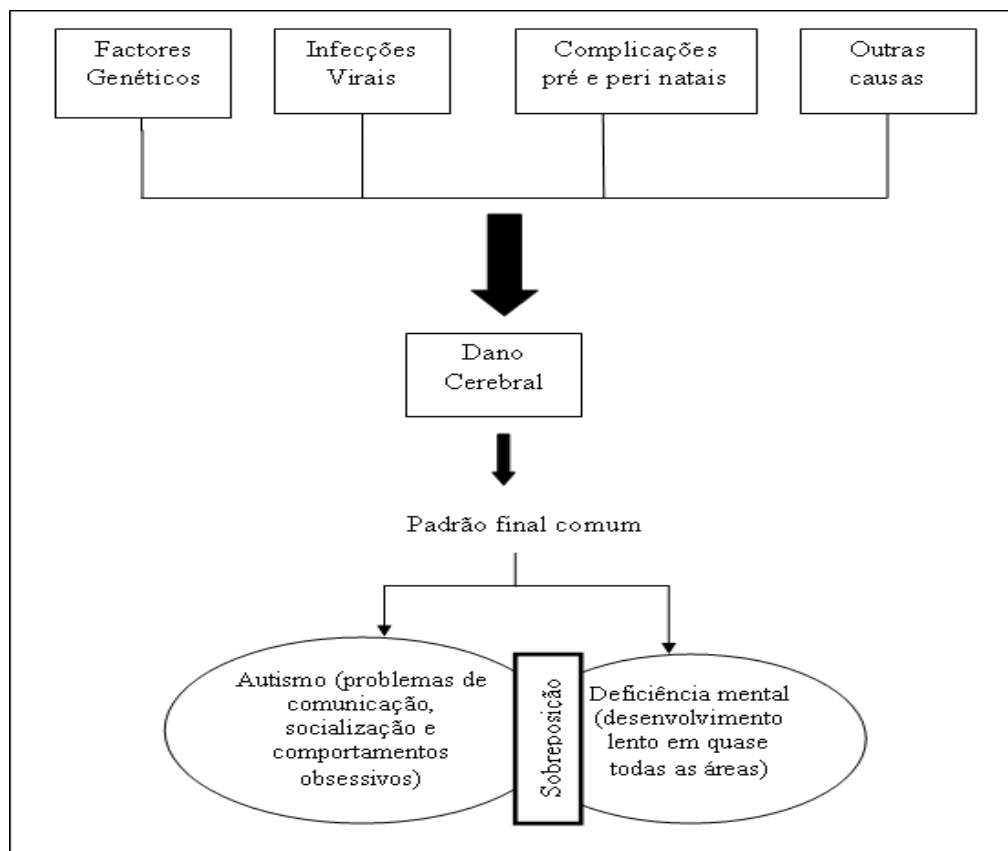 Factores
Genéticos
Infecções
Virais
Complicações
pré e peri natais
Outras
causas
Dano
Cerebral
Padrão final comum
Autismo (problemas de
comunicação,
socialização e
comportamentos
obsessivos)
Sobreposição
Deficiência mental
(desenvolvimento
lento em quase
todas as áreas)